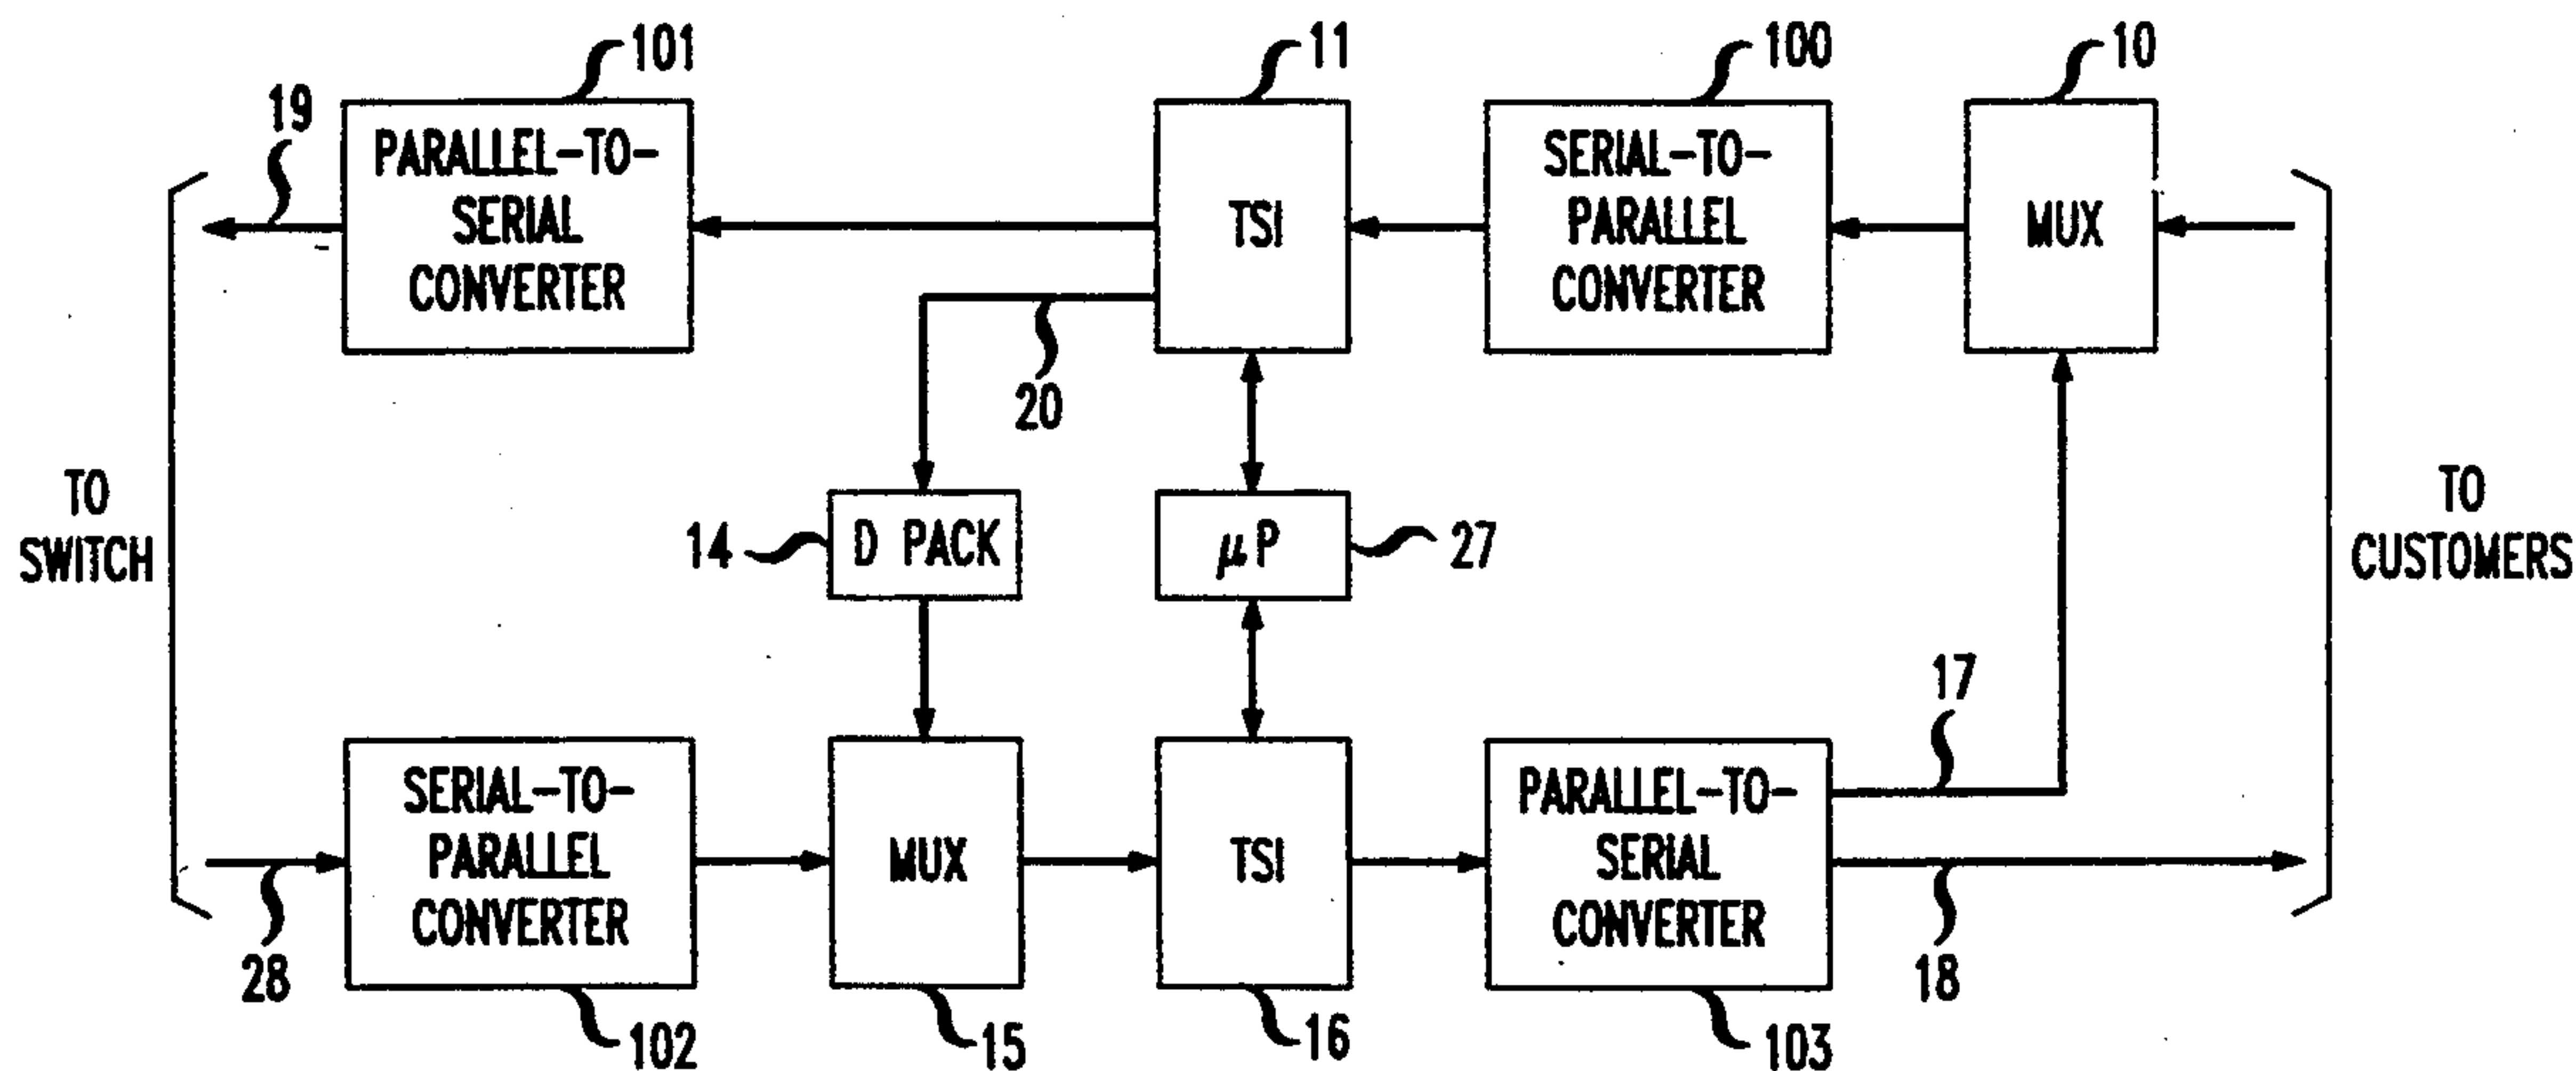 101
11
100
10
19
PARALLEL-TO-
SERIAL
CONVERTER
TSI
SERIAL-TO-
PARALLEL
CONVERTER
MUX
20
TO
SWITCH
14
D PACK
μP
27
TO
CUSTOMERS
17
SERIAL-TO-
PARALLEL
CONVERTER
MUX
TSI
PARALLEL-TO-
SERIAL
CONVERTER
28
18
102
15
16
103